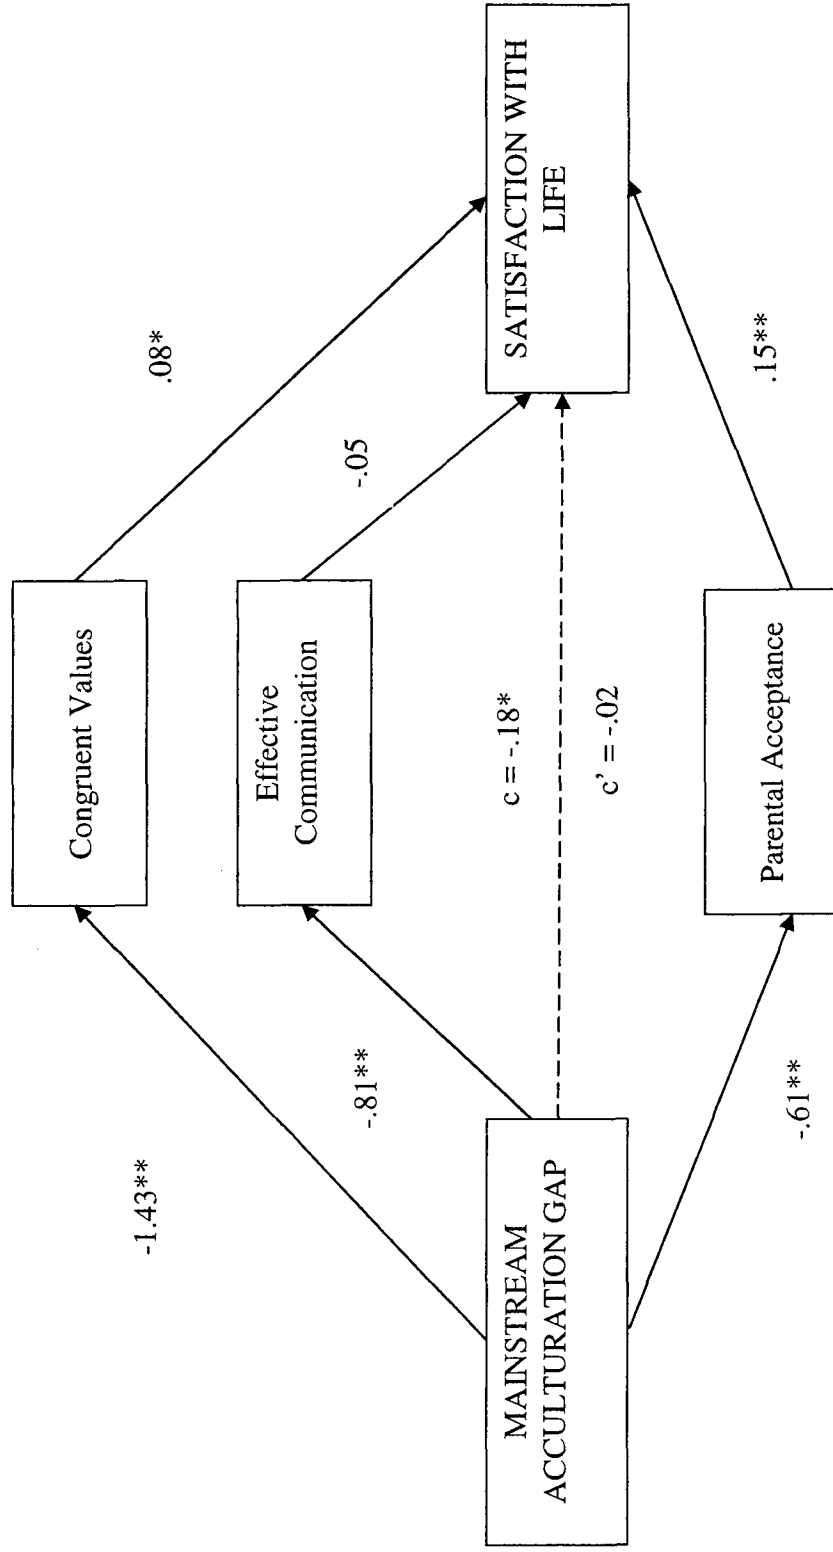 Congruent Values
-1.43**
.08*
Effective
Communication
-.81**
-.05
MAINSTREAM
ACCULTURATION GAP
c = -.18*
c’ = -.02
SATISFACTION WITH
LIFE
-.61**
.15**
Parental Acceptance